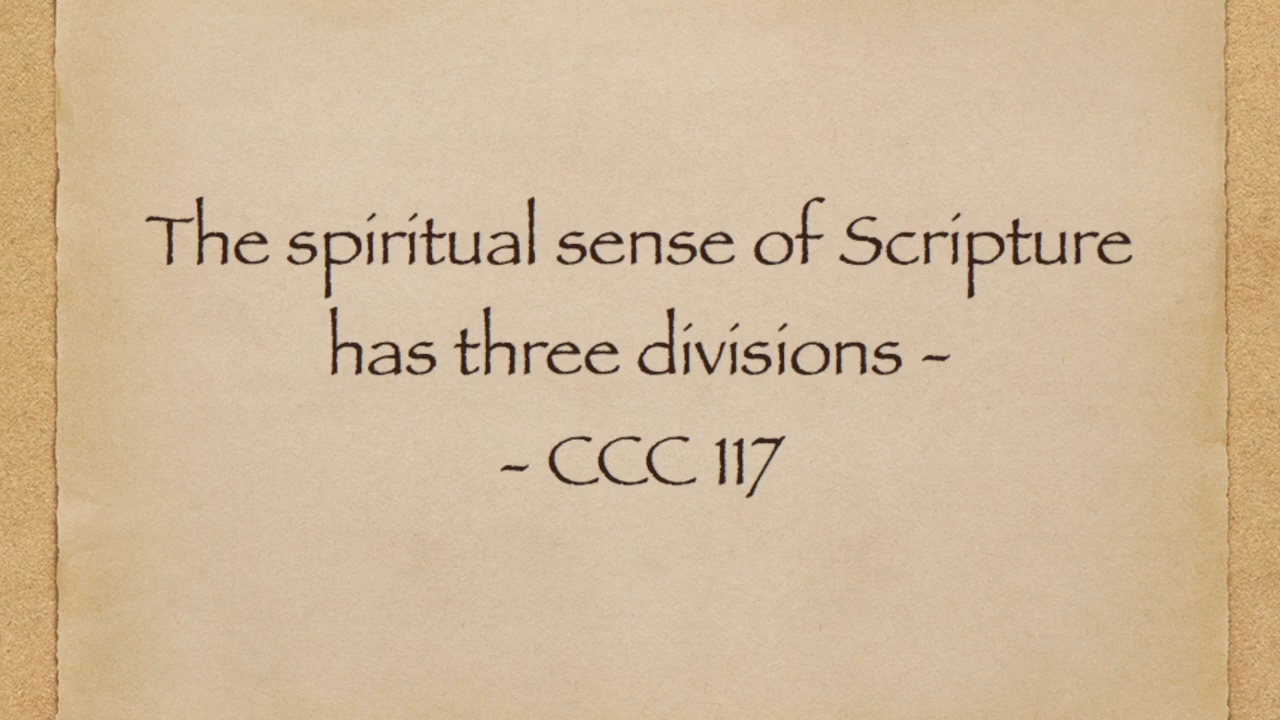 The spiritual sense of Scripture
has three divisions –
– CCC 117